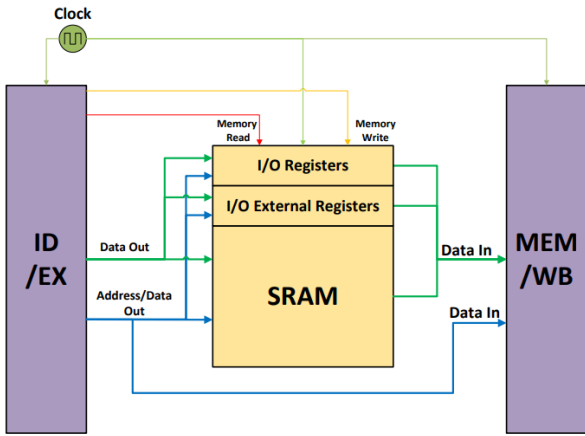 Clock
Memory
Read
Memory
Write
I/O Registers
I/O External Registers
ID
/EX
Data Out
Data In
MEM
/WB
SRAM
Address/Data
Out
Data In